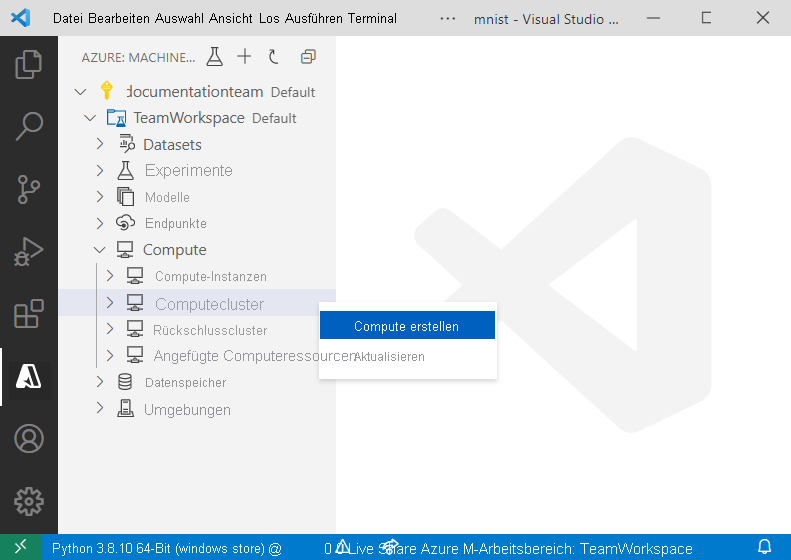 Datei Bearbeiten Auswahl Ansicht Los Ausführen Terminal ... mnist - Visual Studio ...
AZURE: MACHINE...
documentationteam Default
TeamWorkspace Default
Datasets
Experimente
Modelle
Endpunkte
Compute
Compute-Instanzen
Computecluster
Compute erstellen
Rückschlusscluster
Angefügte Computeressourcen
Aktualisieren
Datenspeicher
Umgebungen
Python 3.8.10 64-Bit (windows store) @ 0 0 Live Share Azure M-Arbeitsbereich: TeamWorkspace